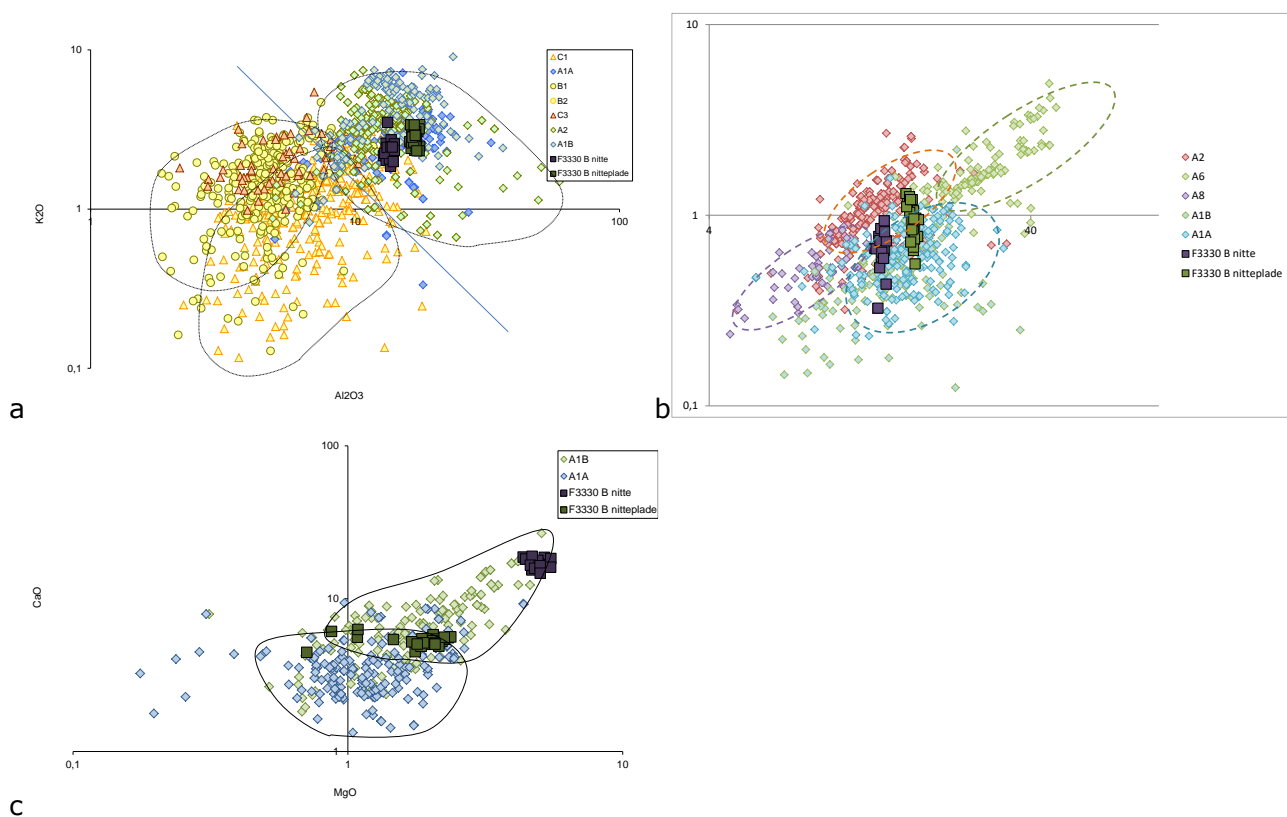 10
K2O
1
1
10
100
0,1
Al2O3
C1
A1A
B1
B2
C3
A2
A1B
F3330 B nitte
F3330 B nitteplade
a
10
1
4
40
0,1
A2
A6
A8
A1B
A1A
F3330 B nitte
F3330 B nitteplade
b
100
CaO
10
1
0,1
1
10
MgO
A1B
A1A
F3330 B nitte
F3330 B nitteplade
c